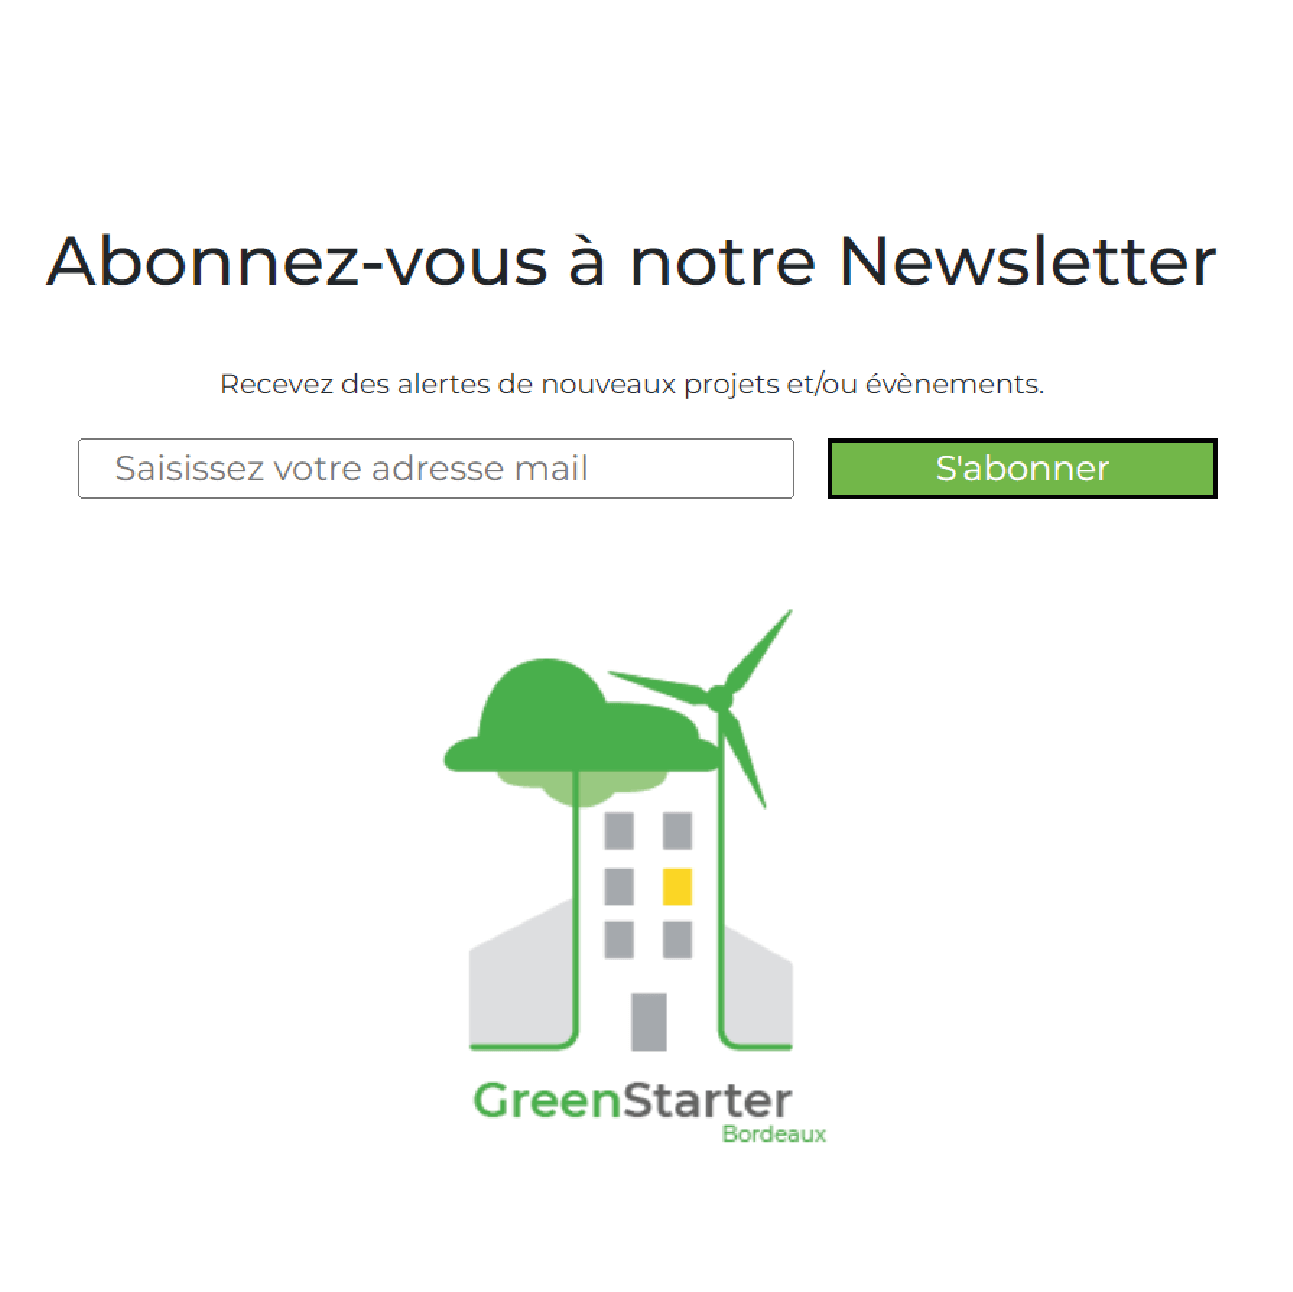 Abonnez-vous à notre Newsletter
Recevez des alertes de nouveaux projets et/ou évènements.
Saisissez votre adresse mail
S'abonner
GreenStarter
Bordeaux